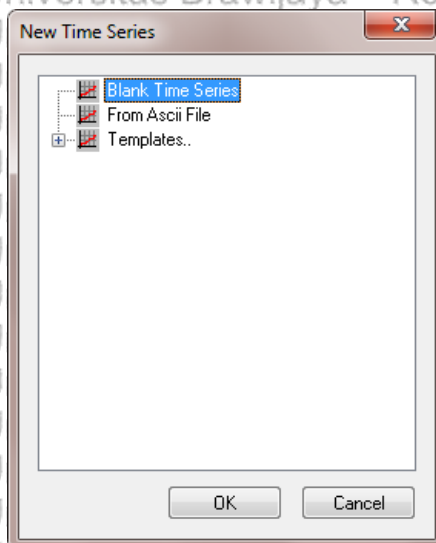 New Time Series
Blank Time Series
From Ascii File
Templates..
OK
Cancel